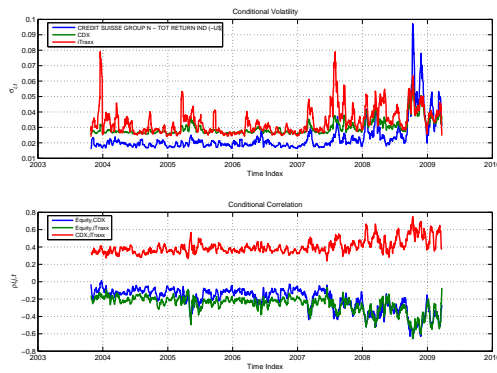 Conditional Volatility
0.1
0.09
0.08
0.07
0.06
0.05
0.04
0.03
0.02
0.01
σi,t
CREDIT SUISSE GROUP N - TOT RETURN IND (~U$)
CDX
iTraxx
2003 2004 2005 2006 2007 2008 2009 2010
Time Index
Conditional Correlation
0.8
0.6
0.4
0.2
0
-0.2
-0.4
-0.6
-0.8
ρi,j,t
Equity,CDX
Equity,iTraxx
CDX,iTraxx
2003 2004 2005 2006 2007 2008 2009 2010
Time Index